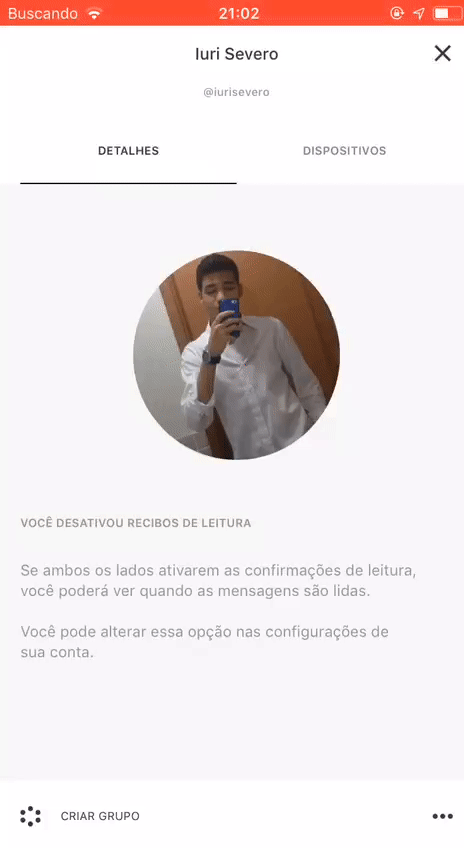 Buscando 21:02
Iuri Severo
@iurisevero
DETALHES DISPOSITIVOS
VOCÊ DESATIVOU RECIBOS DE LEITURA
Se ambos os lados ativarem as confirmações de leitura,
você poderá ver quando as mensagens são lidas.
Você pode alterar essa opção nas configurações de
sua conta.
CRIAR GRUPO